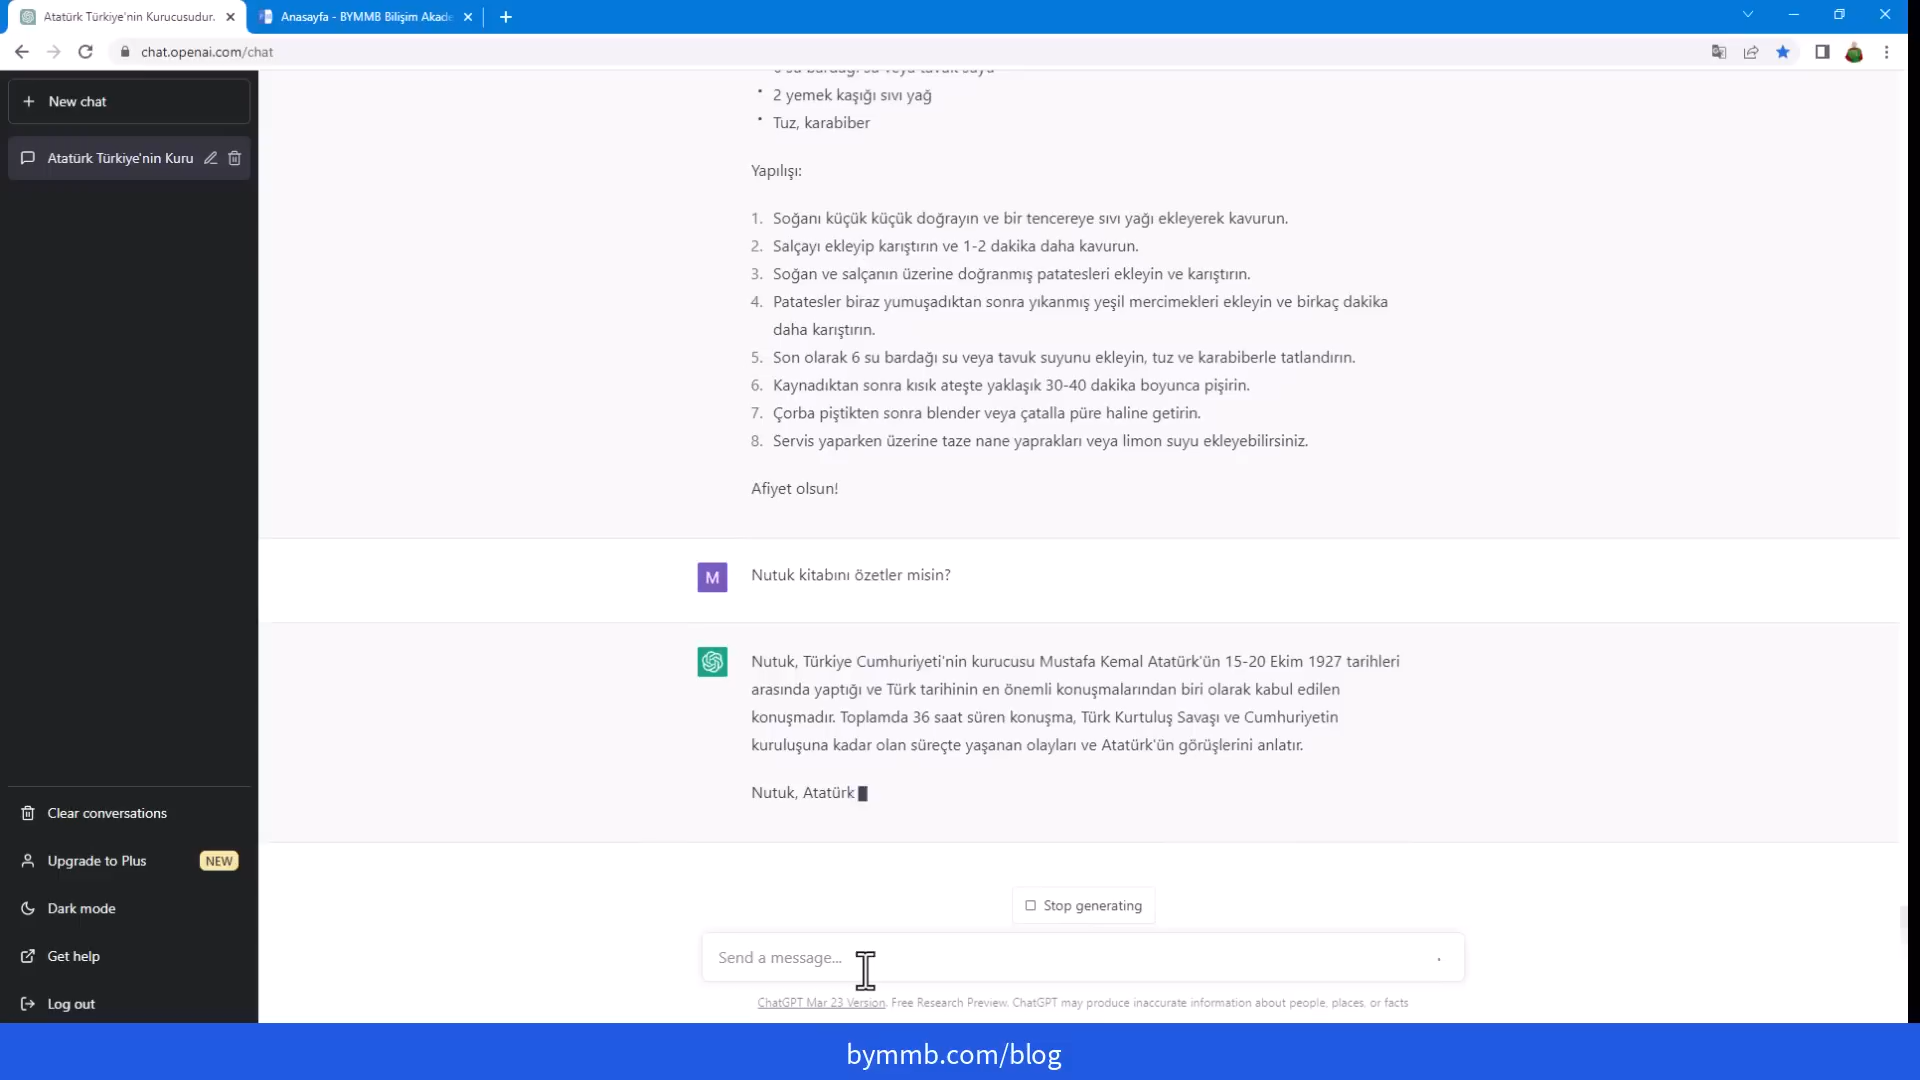 Atatürk Türkiye'nin Kurucusudur.
Anasayfa - BYMMB Bilişim Akade
chat.openai.com/chat
New chat
Atatürk Türkiye'nin Kuru
6 su bardağı su veya tavuk suyu
2 yemek kaşığı sıvı yağ
Tuz, karabiber
Yapılışı:
1. Soğanı küçük küçük doğrayın ve bir tencereye sıvı yağı ekleyerek kavurun.
2. Salçayı ekleyip karıştırın ve 1-2 dakika daha kavurun.
3. Soğan ve salçanın üzerine doğranmış patatesleri ekleyin ve karıştırın.
4. Patatesler biraz yumuşadıktan sonra yıkanmış yeşil mercimekleri ekleyin ve birkaç dakika
daha karıştırın.
5. Son olarak 6 su bardağı su veya tavuk suyunu ekleyin, tuz ve karabiberle tatlandırın.
6. Kaynadıktan sonra kısık ateşte yaklaşık 30-40 dakika boyunca pişirin.
7. Çorba piştikten sonra blender veya çatalla püre haline getirin.
8. Servis yaparken üzerine taze nane yaprakları veya limon suyu ekleyebilirsiniz.
Afiyet olsun!
M
Nutuk kitabını özetler misin?
Nutuk, Türkiye Cumhuriyeti'nin kurucusu Mustafa Kemal Atatürk'ün 15-20 Ekim 1927 tarihleri
arasında yaptığı ve Türk tarihinin en önemli konuşmalarından biri olarak kabul edilen
konuşmadır. Toplamda 36 saat süren konuşma, Türk Kurtuluş Savaşı ve Cumhuriyetin
kuruluşuna kadar olan süreçte yaşanan olayları ve Atatürk'ün görüşlerini anlatır.
Nutuk, Atatürk
Clear conversations
Upgrade to Plus NEW
Dark mode
Get help
Log out
Stop generating
Send a message...
ChatGPT Mar 23 Version. Free Research Preview. ChatGPT may produce inaccurate information about people, places, or facts
bymmb.com/blog